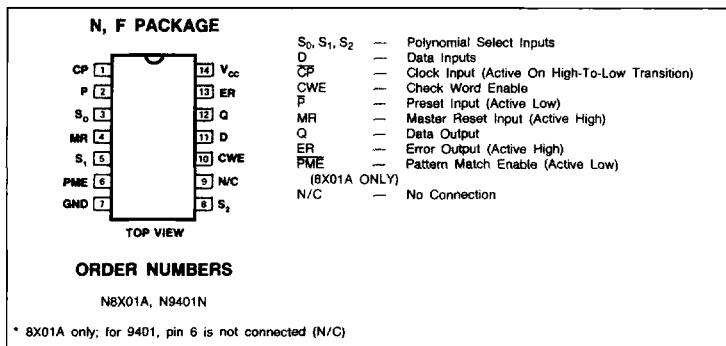 N, F PACKAGE
CP 1 14 VCC
P 2 13 ER
S0 3 12 Q
MR 4 11 D
S1 5 10 CWE
PME 6 9 N/C
GND 7 8 S2
TOP VIEW
ORDER NUMBERS
N8X01A, N9401N
* 8X01A only; for 9401, pin 6 is not connected (N/C)
S0, S1, S2 — Polynomial Select Inputs
D — Data Inputs
C̅P̅ — Clock Input (Active On High-To-Low Transition)
CWE — Check Word Enable
P̅ — Preset Input (Active Low)
MR — Master Reset Input (Active High)
Q — Data Output
ER — Error Output (Active High)
P̅M̅E̅ — Pattern Match Enable (Active Low)
(8X01A ONLY)
N/C — No Connection